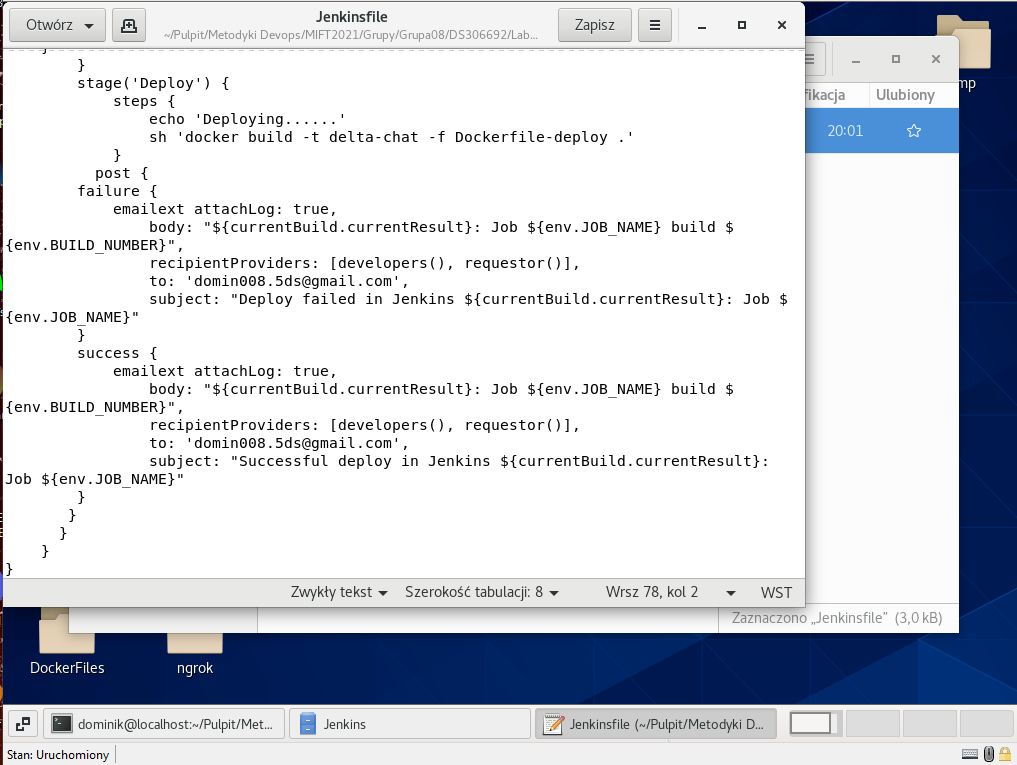 Otwórz
Jenkinsfile
~/Pulpit/Metodyki Devops/MIFT2021/Grupy/Grupa08/DS306692/Lab...
Zapisz
mp
fikacja
Ulubiony
20:01
        }
        stage('Deploy') {
            steps {
                echo 'Deploying......'
                sh 'docker build -t delta-chat -f Dockerfile-deploy .'
            }
          post {
        failure {
            emailext attachLog: true,
                body: "${currentBuild.currentResult}: Job ${env.JOB_NAME} build $
{env.BUILD_NUMBER}",
                recipientProviders: [developers(), requestor()],
                to: 'domin008.5ds@gmail.com',
                subject: "Deploy failed in Jenkins ${currentBuild.currentResult}: Job $
{env.JOB_NAME}"
        }
        success {
            emailext attachLog: true,
                body: "${currentBuild.currentResult}: Job ${env.JOB_NAME} build $
{env.BUILD_NUMBER}",
                recipientProviders: [developers(), requestor()],
                to: 'domin008.5ds@gmail.com',
                subject: "Successful deploy in Jenkins ${currentBuild.currentResult}:
Job ${env.JOB_NAME}"
        }
       }
      }
    }
}
Zwykły tekst
Szerokość tabulacji: 8
Wrsz 78, kol 2
WST
Zaznaczono „Jenkinsfile” (3,0 kB)
DockerFiles
ngrok
dominik@localhost:~/Pulpit/Met...
Jenkins
Jenkinsfile (~/Pulpit/Metodyki D...
Stan: Uruchomiony